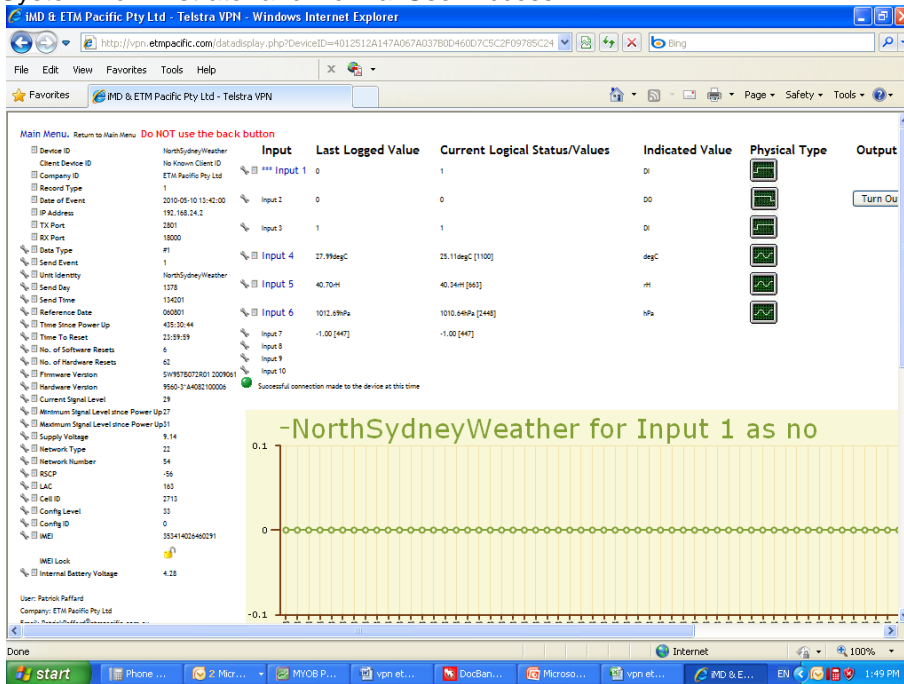 iMD & ETM Pacific Pty Ltd - Telstra VPN - Windows Internet Explorer
http://vpn.etmpacific.com/datadisplay.php?DeviceID=4012512A147A067A037B0D460D7C5C2F09785C24
Bing
File Edit View Favorites Tools Help
Favorites
iMD & ETM Pacific Pty Ltd - Telstra VPN
Page Safety Tools
Main Menu. Return to Main Menu Do NOT use the back button
Device ID NorthSydneyWeather
Client Device ID No Known Client ID
Company ID ETM Pacific Pty Ltd
Record Type 1
Date of Event 2010-05-10 13:42:00
IP Address 192.168.24.2
TX Port 2801
RX Port 18000
Data Type #1
Send Event 1
Unit Identity NorthSydneyWeather
Send Day 1378
Send Time 134201
Reference Date 060801
Time Since Power Up 435:30:44
Time To Reset 23:59:59
No. of Software Resets 6
No. of Hardware Resets 62
Firmware Version SW957B072R01 2009061
Hardware Version 9560-3*A4082100006
Current Signal Level 29
Minimum Signal Level since Power Up 27
Maximum Signal Level since Power Up 31
Supply Voltage 9.14
Network Type 22
Network Number 54
RSCP -56
LAC 163
Cell ID 2713
Config Level 33
Config ID 0
IMEI 353414026460291
IMEI Lock
Internal Battery Voltage 4.28
User: Patrick Paffard
Company: ETM Pacific Pty Ltd
Input Last Logged Value Current Logical Status/Values Indicated Value Physical Type Output
*** Input 1 0 1 DI
Input 2 0 0 DO Turn Ou
Input 3 1 1 DI
Input 4 27.99degC 25.11degC [1100] degC
Input 5 40.70rH 40.34rH [663] rH
Input 6 1012.69hPa 1010.64hPa [2448] hPa
Input 7 -1.00 [447] -1.00 [447]
Input 8
Input 9
Input 10
Successful connection made to the device at this time
-NorthSydneyWeather for Input 1 as no
0.1
0
-0.1
Done Internet 100%
start Phone ... 2 Micr... MYOB P... vpn et... DocBan... Microso... vpn et... iMD & E... EN 1:49 PM